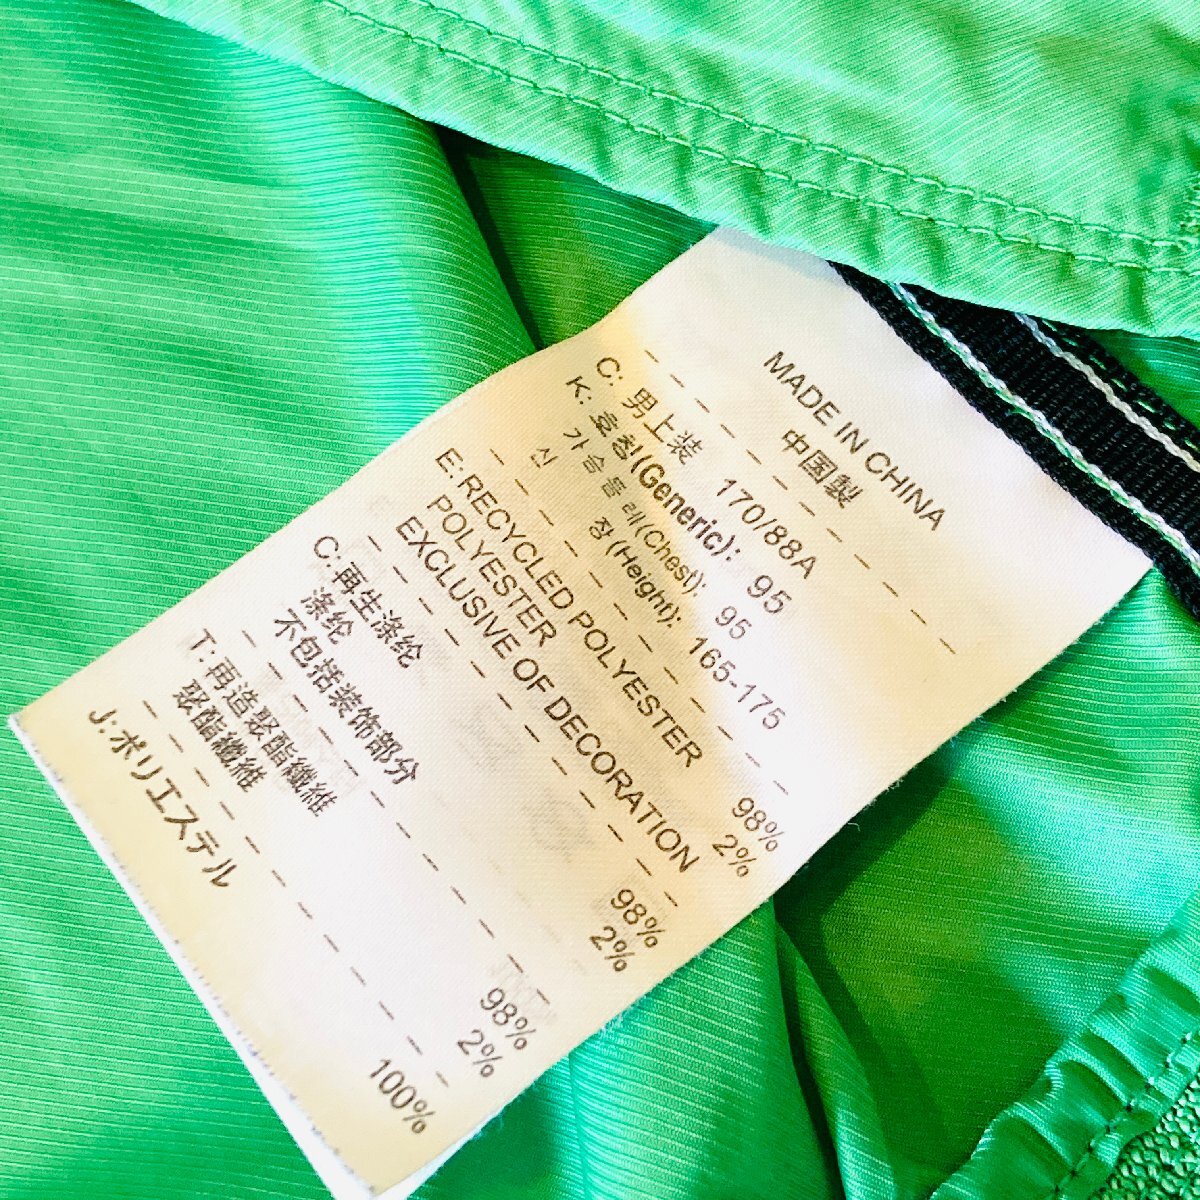 MADE IN CHINA
中国製
C: 男上装 170/88A
K: 호칭(Generic): 95
가슴둘레(Chest): 95
신 장(Height): 165-175
E: RECYCLED POLYESTER 98%
POLYESTER 2%
EXCLUSIVE OF DECORATION
C: 再生涤纶 98%
涤纶 2%
不包括装饰部分
T: 再造聚酯纖維 98%
聚酯纖維 2%
J: ポリエステル 100%